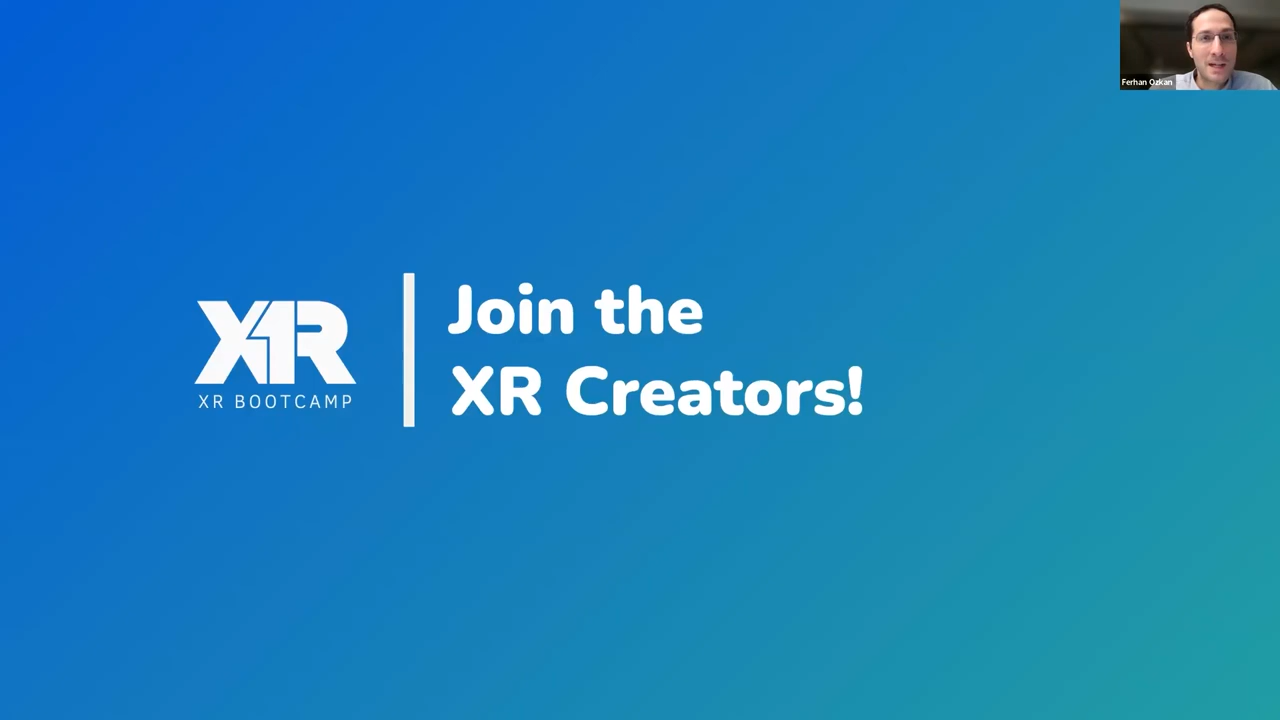 Ferhan Ozkan
XR
XR BOOTCAMP
Join the
XR Creators!